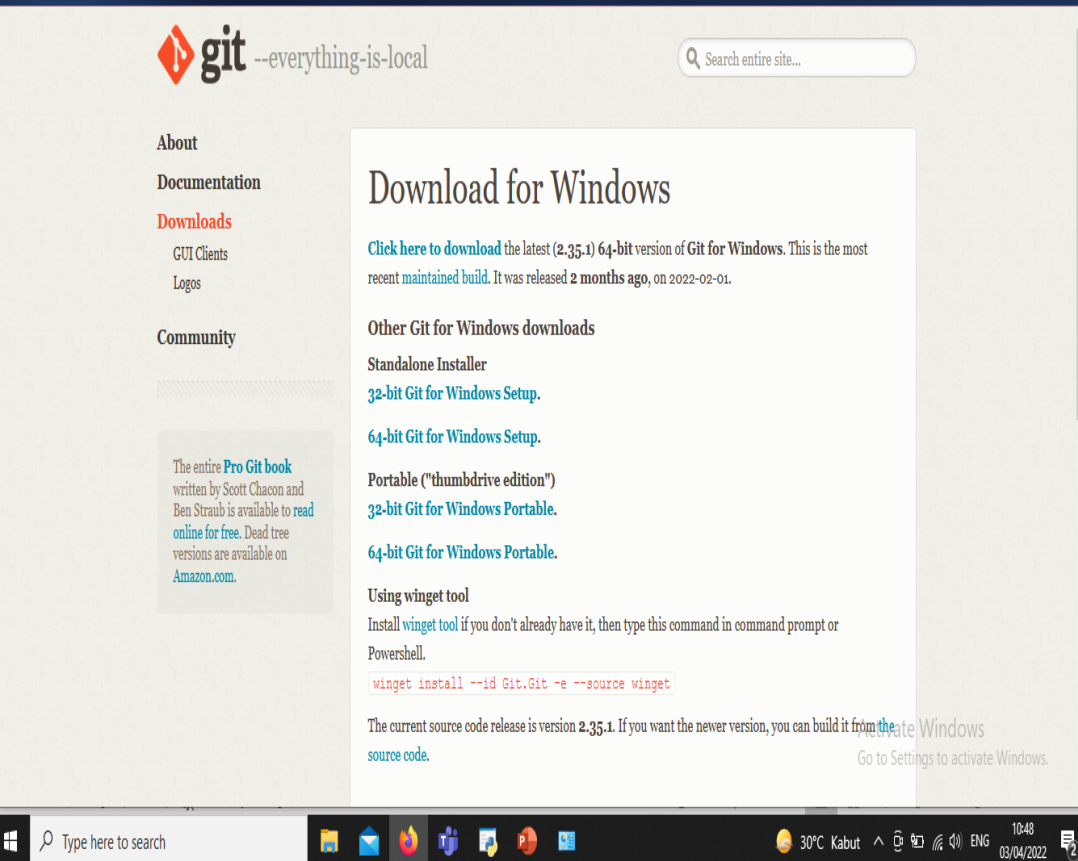 git --everything-is-local
Search entire site...
About
Documentation
Downloads
GUI Clients
Logos
Community
The entire Pro Git book
written by Scott Chacon and
Ben Straub is available to read
online for free. Dead tree
versions are available on
Amazon.com.
Download for Windows
Click here to download the latest (2.35.1) 64-bit version of Git for Windows. This is the most
recent maintained build. It was released 2 months ago, on 2022-02-01.
Other Git for Windows downloads
Standalone Installer
32-bit Git for Windows Setup.
64-bit Git for Windows Setup.
Portable ("thumbdrive edition")
32-bit Git for Windows Portable.
64-bit Git for Windows Portable.
Using winget tool
Install winget tool if you don't already have it, then type this command in command prompt or
Powershell.
winget install --id Git.Git -e --source winget
The current source code release is version 2.35.1. If you want the newer version, you can build it from the
source code.
Activate Windows
Go to Settings to activate Windows.
Type here to search
30°C Kabut
ENG
10:48
03/04/2022
2